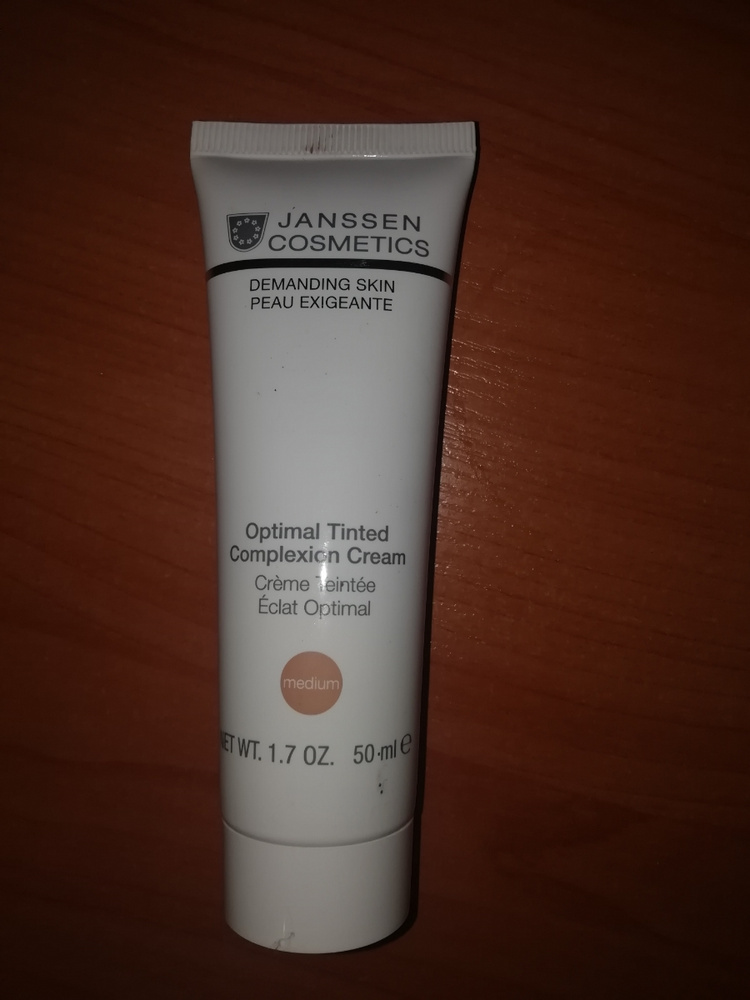 JANSSEN
COSMETICS
DEMANDING SKIN
PEAU EXIGEANTE
Optimal Tinted
Complexion Cream
Crème Teintée
Éclat Optimal
medium
NET WT. 1.7 OZ. 50 ml e